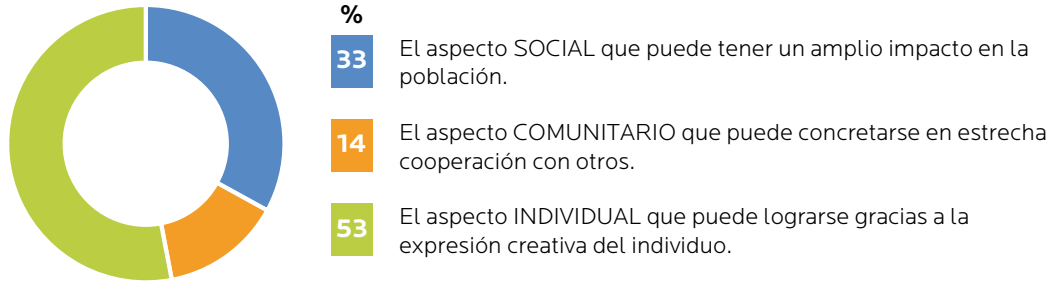 %
33
El aspecto SOCIAL que puede tener un amplio impacto en la
población.
14
El aspecto COMUNITARIO que puede concretarse en estrecha
cooperación con otros.
53
El aspecto INDIVIDUAL que puede lograrse gracias a la
expresión creativa del individuo.